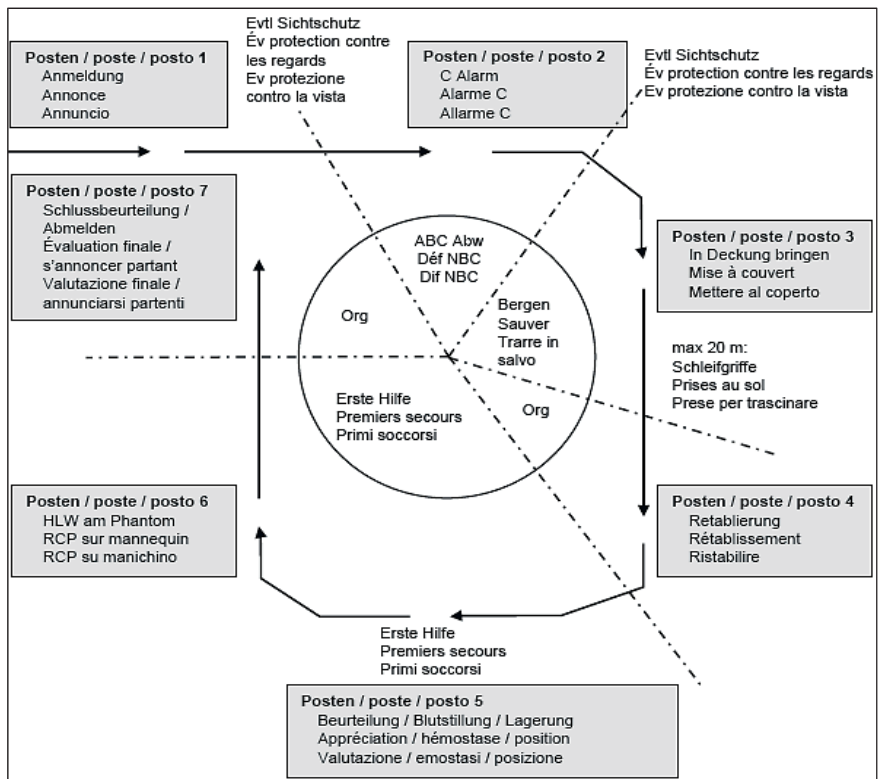 Evtl Sichtschutz
Év protection contre
les regards
Ev protezione
contro la vista
Posten / poste / posto 1
Anmeldung
Annonce
Annuncio
Posten / poste / posto 2
C Alarm
Alarme C
Allarme C
Evtl Sichtschutz
Év protection contre les regards
Ev protezione contro la vista
Posten / poste / posto 7
Schlussbeurteilung /
Abmelden
Évaluation finale /
s'annoncer partant
Valutazione finale /
annunciarsi partenti
Posten / poste / posto 3
In Deckung bringen
Mise à couvert
Mettere al coperto
ABC Abw
Déf NBC
Dif NBC
Org
Bergen
Sauver
Trarre in
salvo
max 20 m:
Schleifgriffe
Prises au sol
Prese per trascinare
Erste Hilfe
Premiers secours
Primi soccorsi
Org
Posten / poste / posto 6
HLW am Phantom
RCP sur mannequin
RCP su manichino
Posten / poste / posto 4
Retablierung
Rétablissement
Ristabilire
Erste Hilfe
Premiers secours
Primi soccorsi
Posten / poste / posto 5
Beurteilung / Blutstillung / Lagerung
Appréciation / hémostase / position
Valutazione / emostasi / posizione